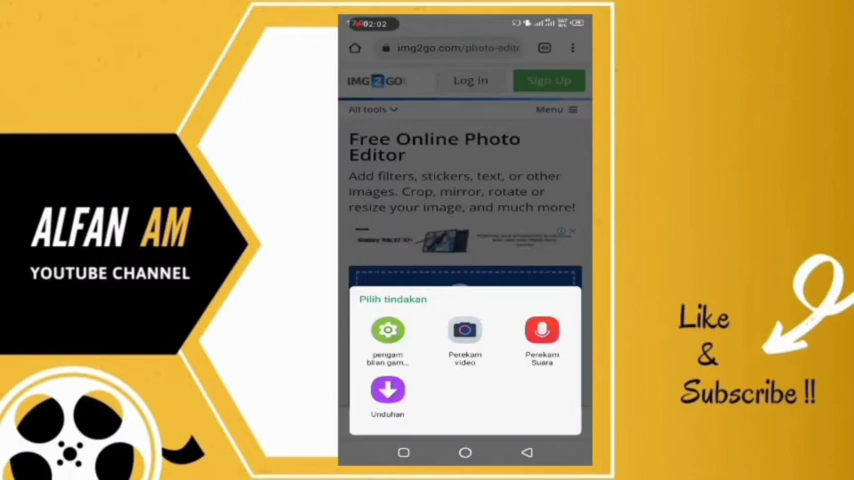 02:02
img2go.com/photo-edito
IMG2GO
Log In
Sign Up
All tools
Menu
Free Online Photo
Editor
Add filters, stickers, text, or other
images. Crop, mirror, rotate or
resize your image, and much more!
Pilih tindakan
pengam
bilan gam...
Perekam
video
Perekam
Suara
Unduhan
ALFAN AM
YOUTUBE CHANNEL
Like
&
Subscribe !!